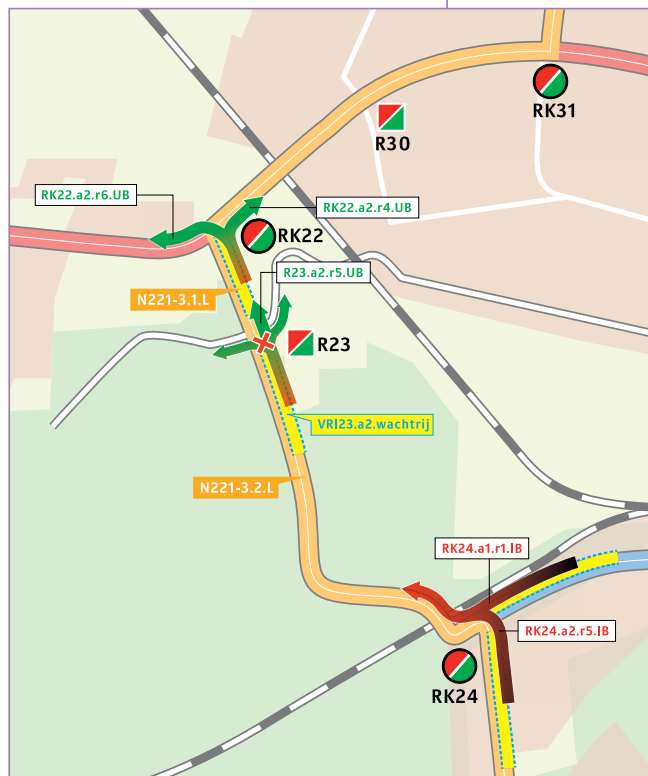 RK31
R30
RK22.a2.r6.UB
RK22.a2.r4.UB
RK22
R23.a2.r5.UB
N221-3.1.L
R23
VRI23.a2.wachtrij
N221-3.2.L
RK24.a1.r1.IB
RK24.a2.r5.IB
RK24